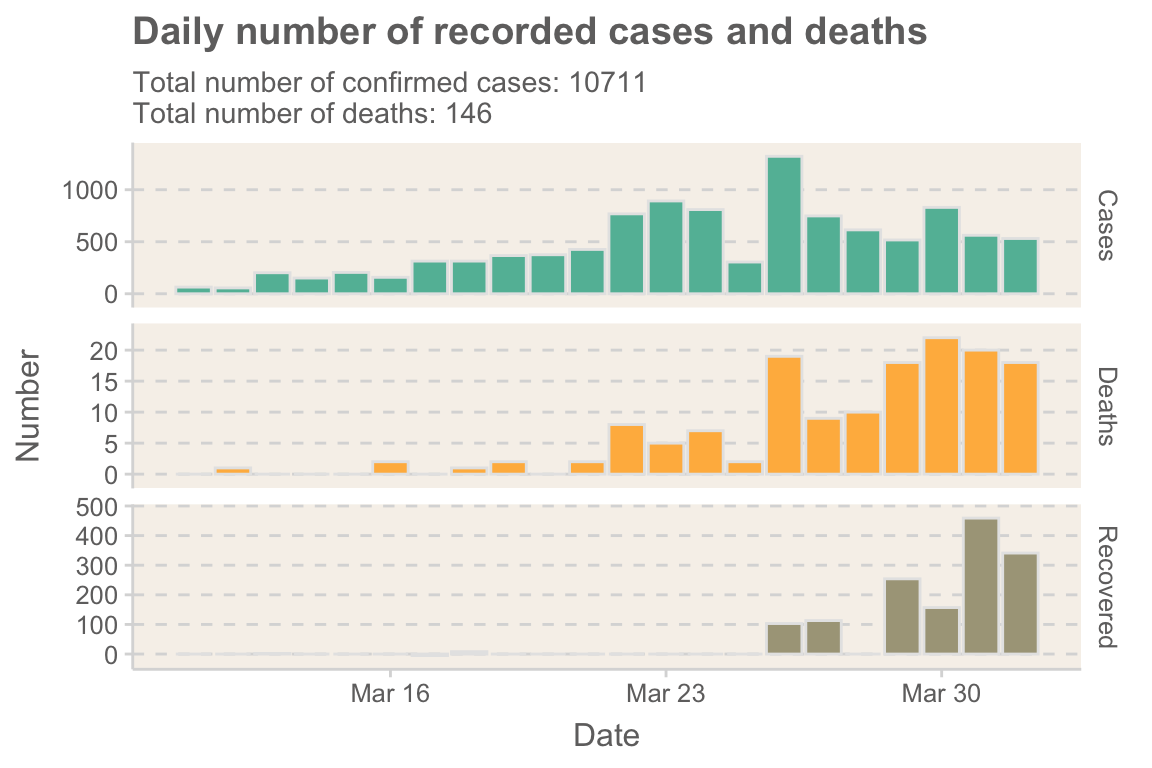 Daily number of recorded cases and deaths
Total number of confirmed cases: 10711
Total number of deaths: 146
1000
500
0
Cases
20
15
10
5
0
Deaths
500
400
300
200
100
0
Recovered
Number
Mar 16
Mar 23
Mar 30
Date